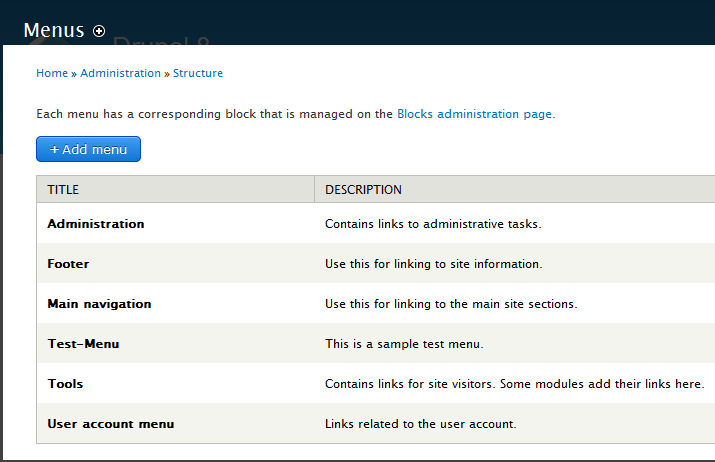 Menus
Drupal 8
Home » Administration » Structure
Each menu has a corresponding block that is managed on the Blocks administration page.
+ Add menu
TITLE DESCRIPTION
Administration Contains links to administrative tasks.
Footer Use this for linking to site information.
Main navigation Use this for linking to the main site sections.
Test-Menu This is a sample test menu.
Tools Contains links for site visitors. Some modules add their links here.
User account menu Links related to the user account.